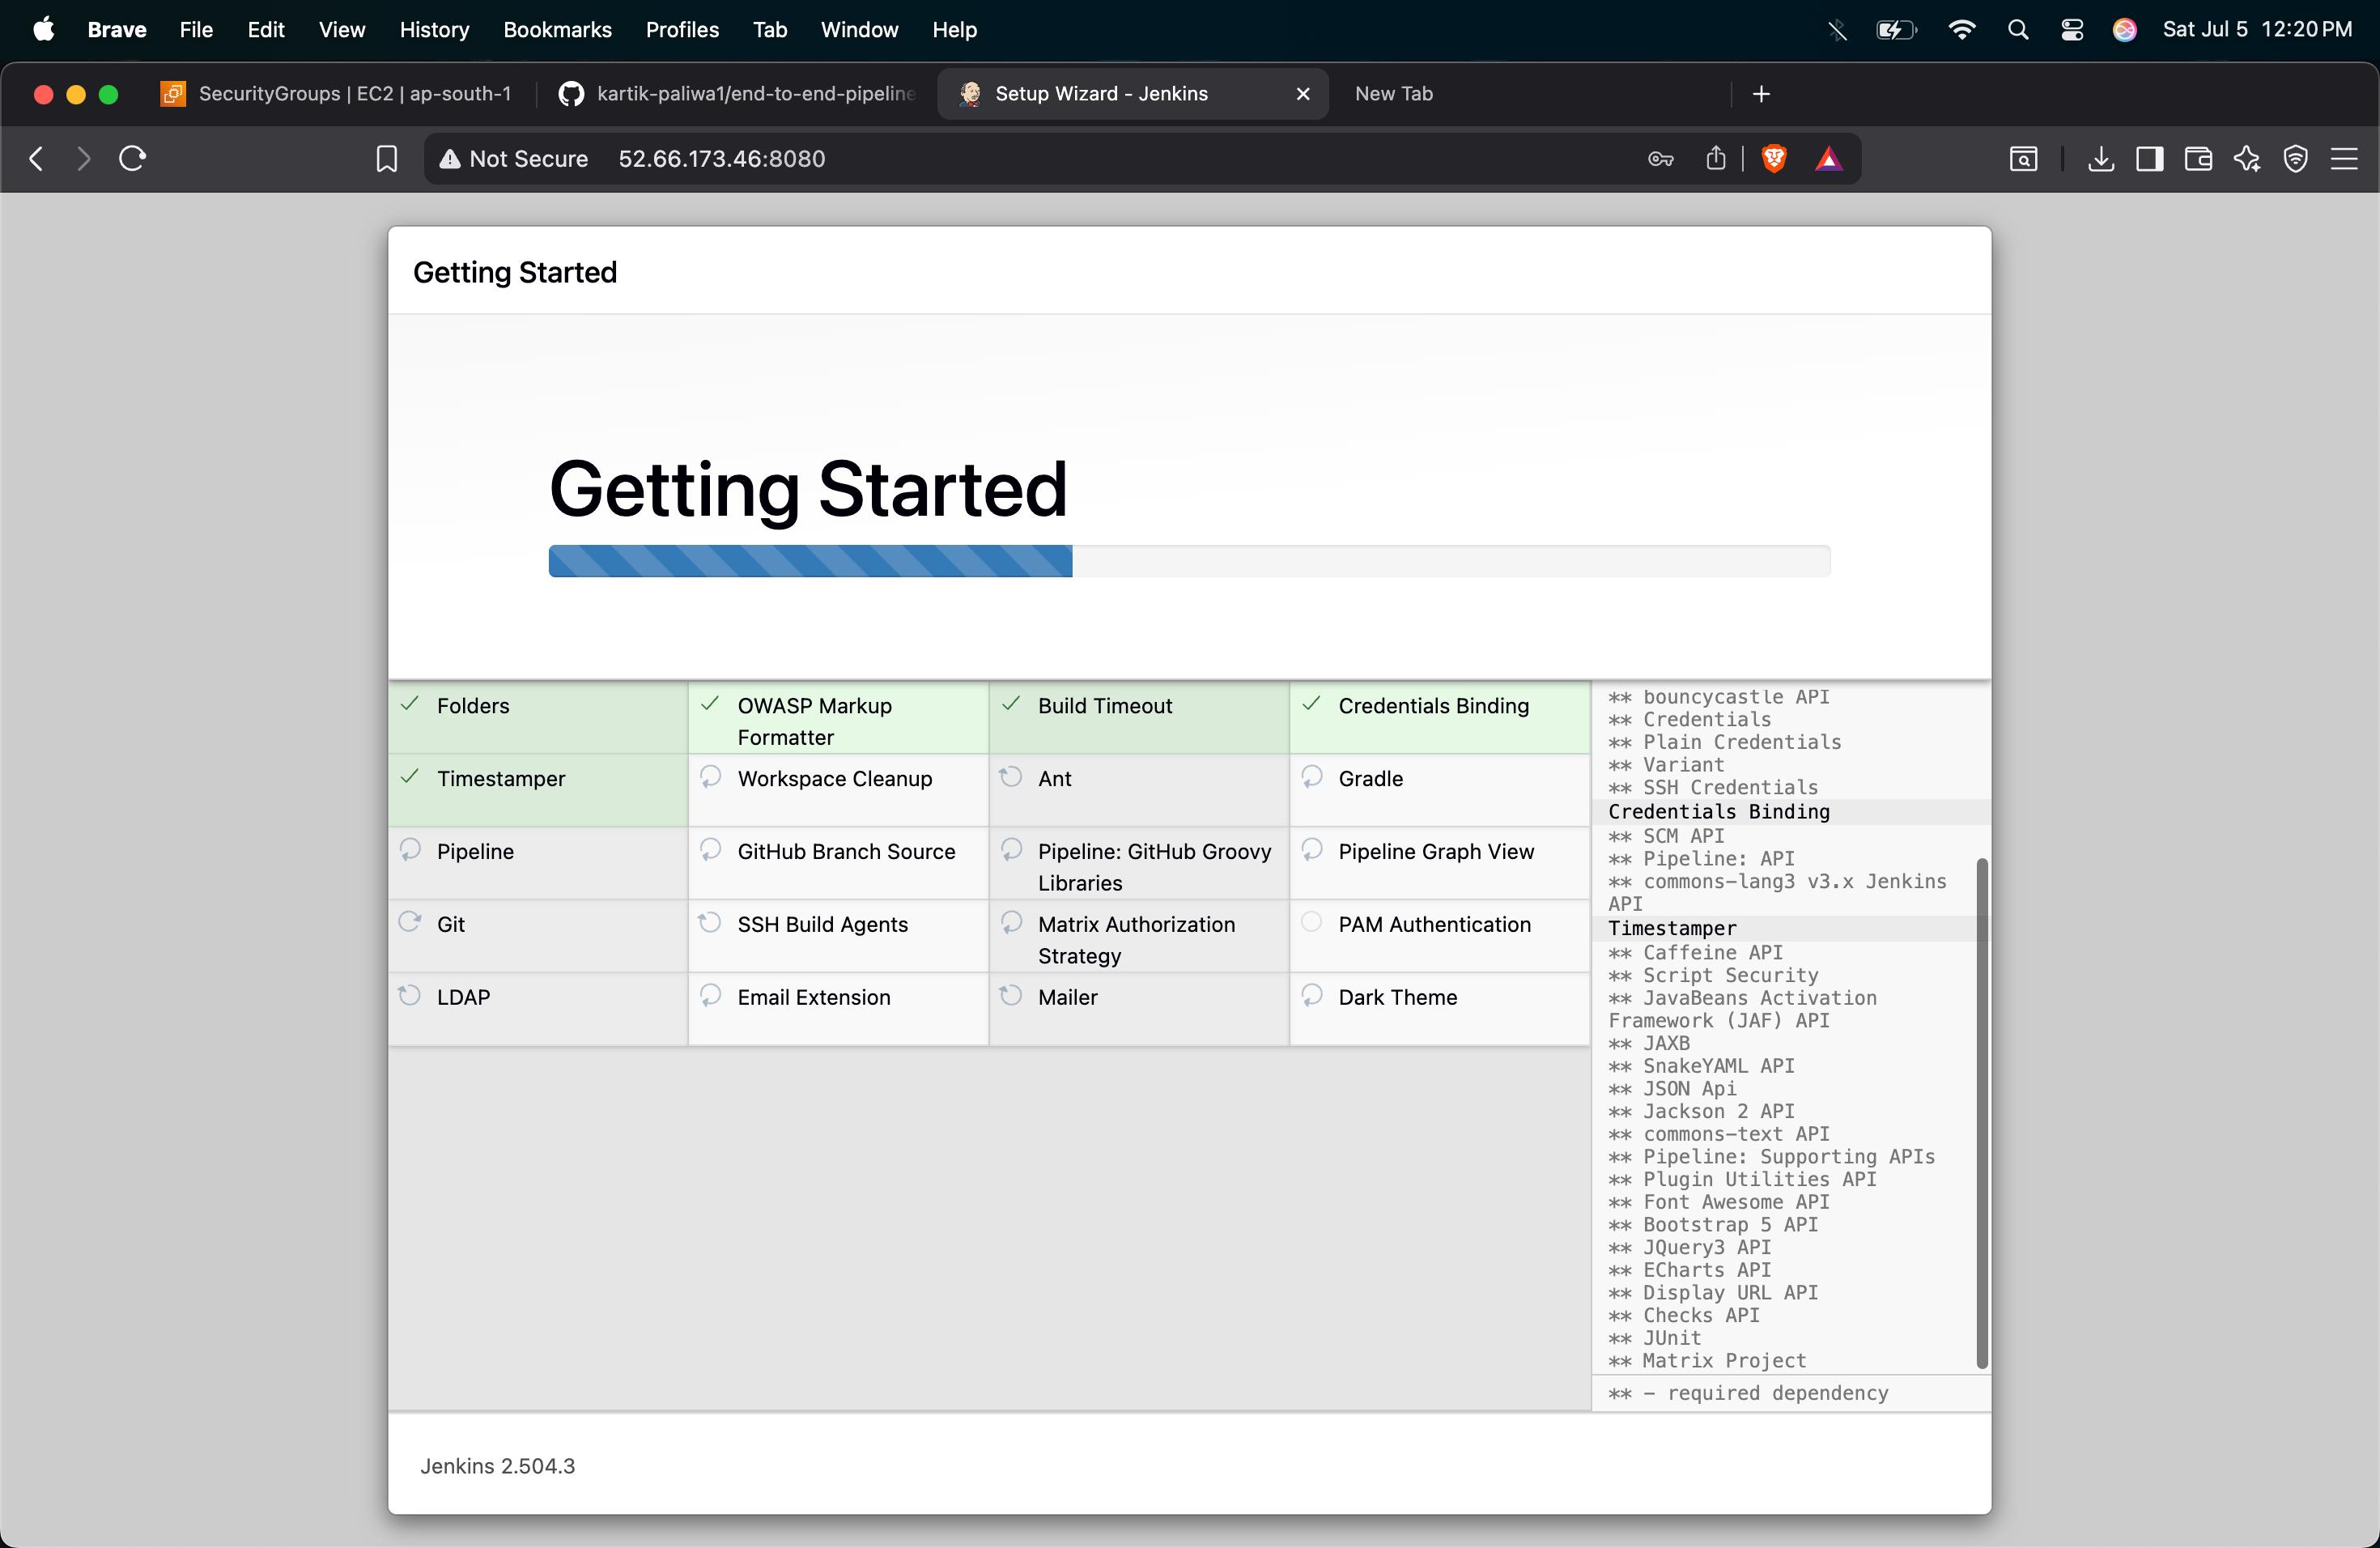 Brave File Edit View History Bookmarks Profiles Tab Window Help Sat Jul 5 12:20 PM
SecurityGroups | EC2 | ap-south-1 kartik-paliwa1/end-to-end-pipeline Setup Wizard - Jenkins New Tab
Not Secure 52.66.173.46:8080
Getting Started
Getting Started
Folders
OWASP Markup
Formatter
Build Timeout
Credentials Binding
Timestamper
Workspace Cleanup
Ant
Gradle
Pipeline
GitHub Branch Source
Pipeline: GitHub Groovy
Libraries
Pipeline Graph View
Git
SSH Build Agents
Matrix Authorization
Strategy
PAM Authentication
LDAP
Email Extension
Mailer
Dark Theme
** bouncycastle API
** Credentials
** Plain Credentials
** Variant
** SSH Credentials
Credentials Binding
** SCM API
** Pipeline: API
** commons-lang3 v3.x Jenkins
API
Timestamper
** Caffeine API
** Script Security
** JavaBeans Activation
Framework (JAF) API
** JAXB
** SnakeYAML API
** JSON Api
** Jackson 2 API
** commons-text API
** Pipeline: Supporting APIs
** Plugin Utilities API
** Font Awesome API
** Bootstrap 5 API
** JQuery3 API
** ECharts API
** Display URL API
** Checks API
** JUnit
** Matrix Project
** - required dependency
Jenkins 2.504.3